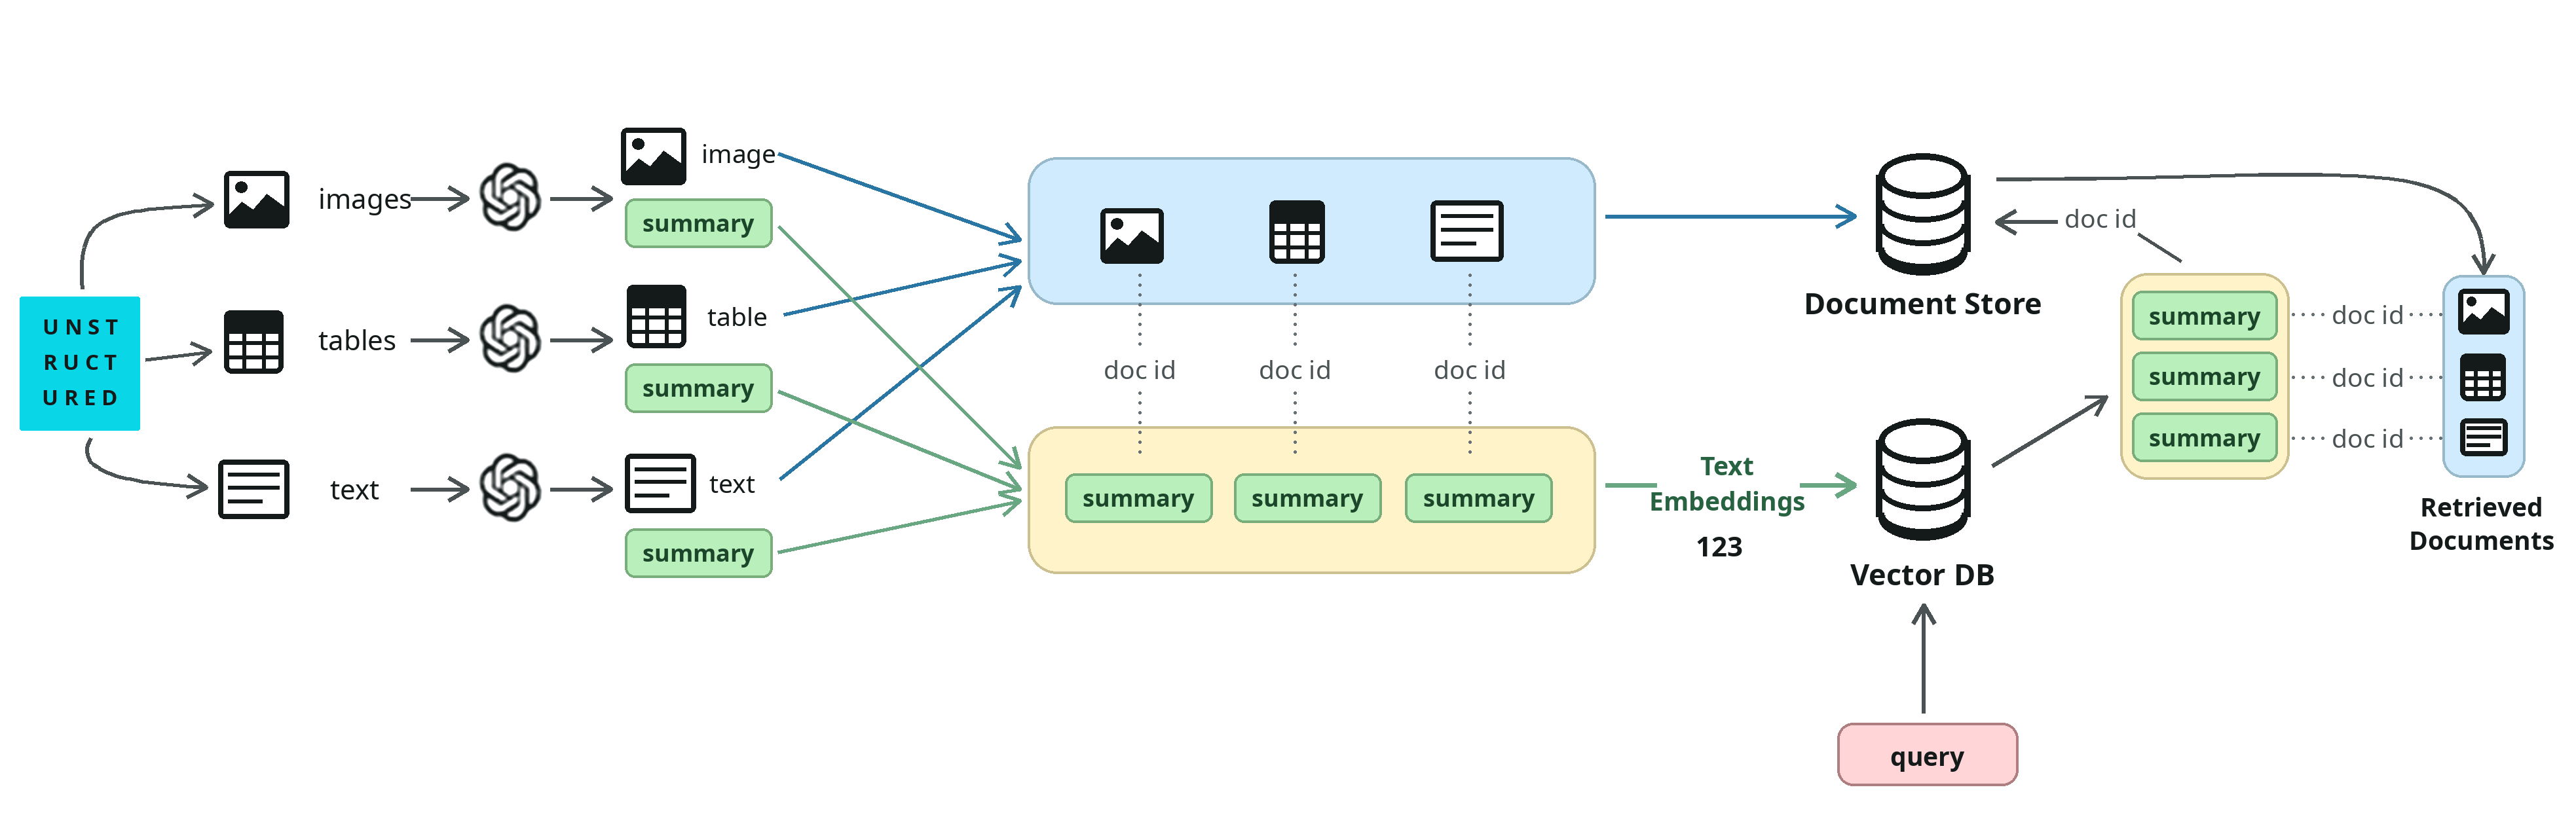 UNST
RUCT
URED
images
tables
text
image
summary
table
summary
text
summary
doc id
doc id
doc id
summary
summary
summary
Text
Embeddings
123
Document Store
Vector DB
query
doc id
summary
doc id
summary
doc id
summary
doc id
Retrieved
Documents